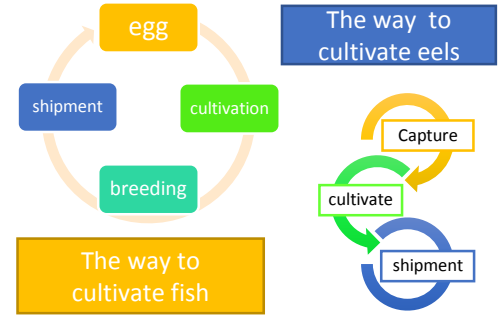 egg
shipment
cultivation
breeding
The way to
cultivate fish
The way to
cultivate eels
Capture
cultivate
shipment